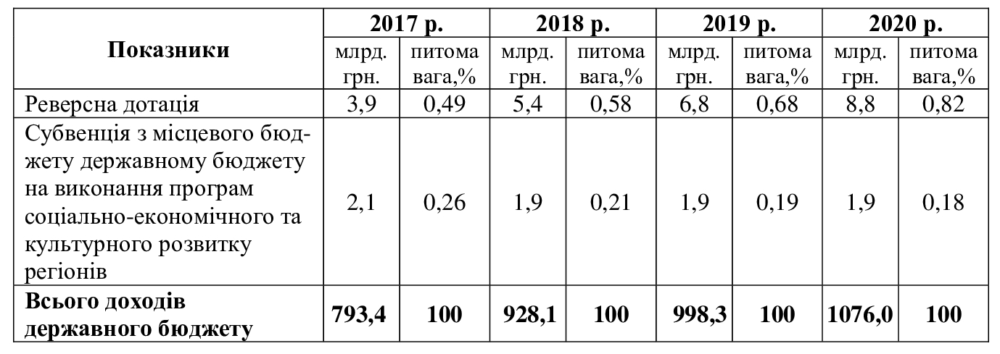 Показники 2017 р. 2018 р. 2019 р. 2020 р.
млрд. питома млрд. питома млрд. питома млрд. питома
грн. вага,% грн. вага,% грн. вага,% грн. вага,%
Реверсна дотація 3,9 0,49 5,4 0,58 6,8 0,68 8,8 0,82
Субвенція з місцевого бюд-
жету державному бюджету
на виконання програм
соціально-економічного та
культурного розвитку
регіонів
2,1 0,26 1,9 0,21 1,9 0,19 1,9 0,18
Всього доходів
державного бюджету
793,4 100 928,1 100 998,3 100 1076,0 100